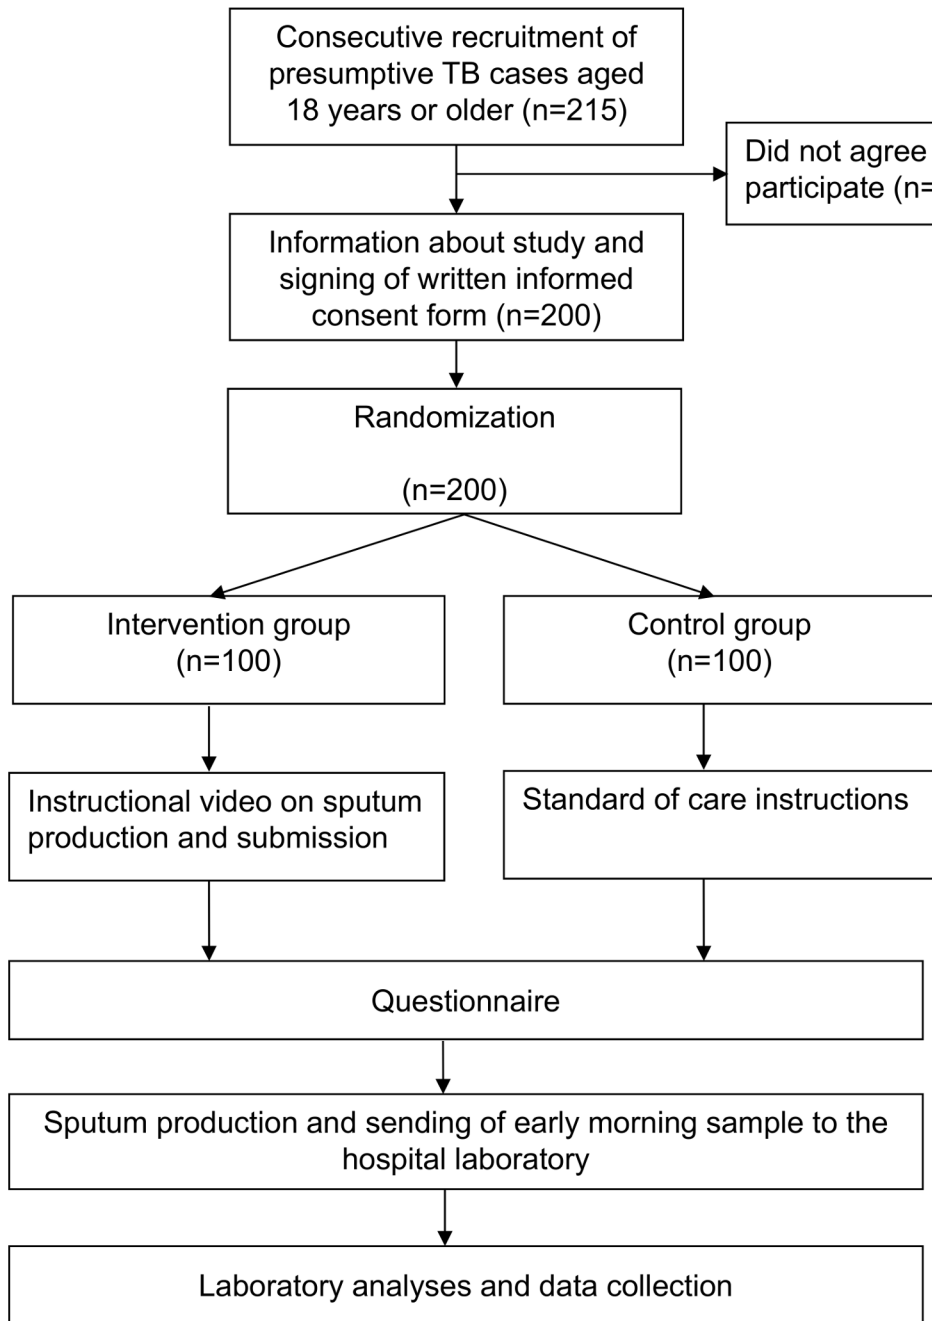 Consecutive recruitment of
presumptive TB cases aged
18 years or older (n=215)
Did not agree
participate (n=
Information about study and
signing of written informed
consent form (n=200)
Randomization
(n=200)
Intervention group
(n=100)
Control group
(n=100)
Instructional video on sputum
production and submission
Standard of care instructions
Questionnaire
Sputum production and sending of early morning sample to the
hospital laboratory
Laboratory analyses and data collection